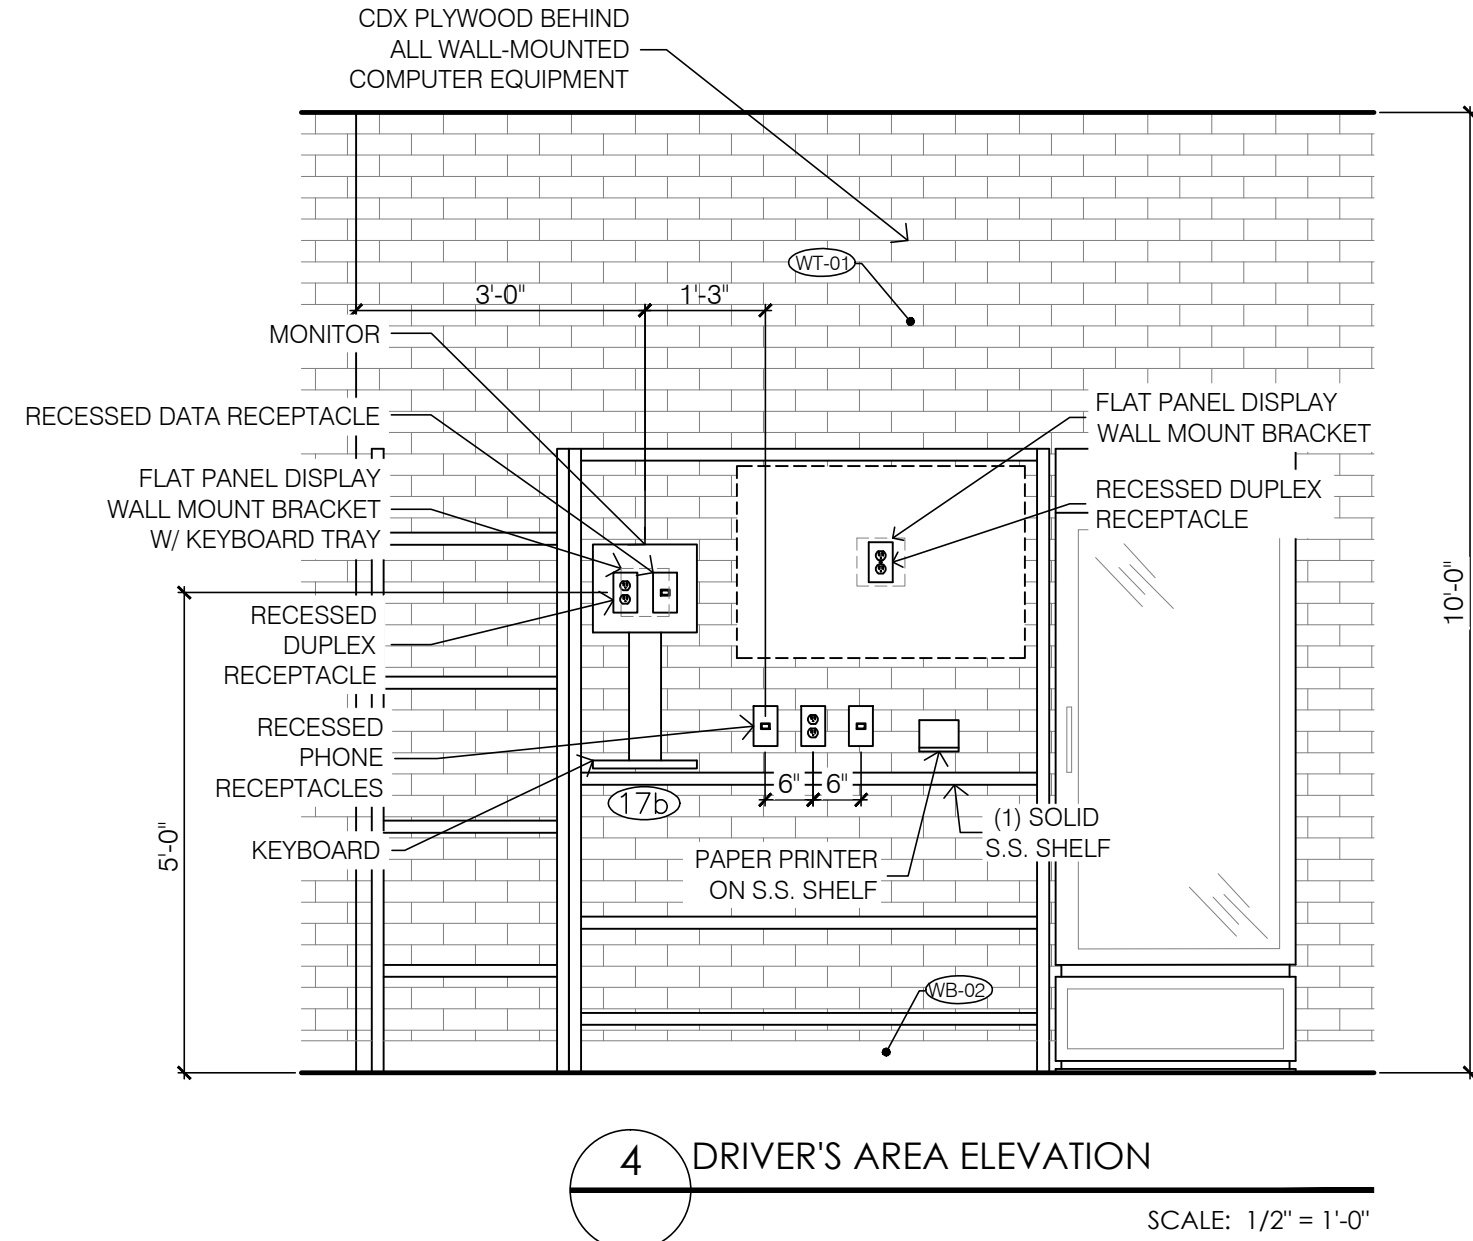 CDX PLYWOOD BEHIND
ALL WALL-MOUNTED
COMPUTER EQUIPMENT
WT-01
3'-0"
1'-3"
MONITOR
RECESSED DATA RECEPTACLE
FLAT PANEL DISPLAY
WALL MOUNT BRACKET
W/ KEYBOARD TRAY
RECESSED
DUPLEX
RECEPTACLE
RECESSED
PHONE
RECEPTACLES
KEYBOARD
5'-0"
FLAT PANEL DISPLAY
WALL MOUNT BRACKET
RECESSED DUPLEX
RECEPTACLE
10'-0"
17b
6"
6"
(1) SOLID
S.S. SHELF
PAPER PRINTER
ON S.S. SHELF
WB-02
4
DRIVER'S AREA ELEVATION
SCALE: 1/2" = 1'-0"